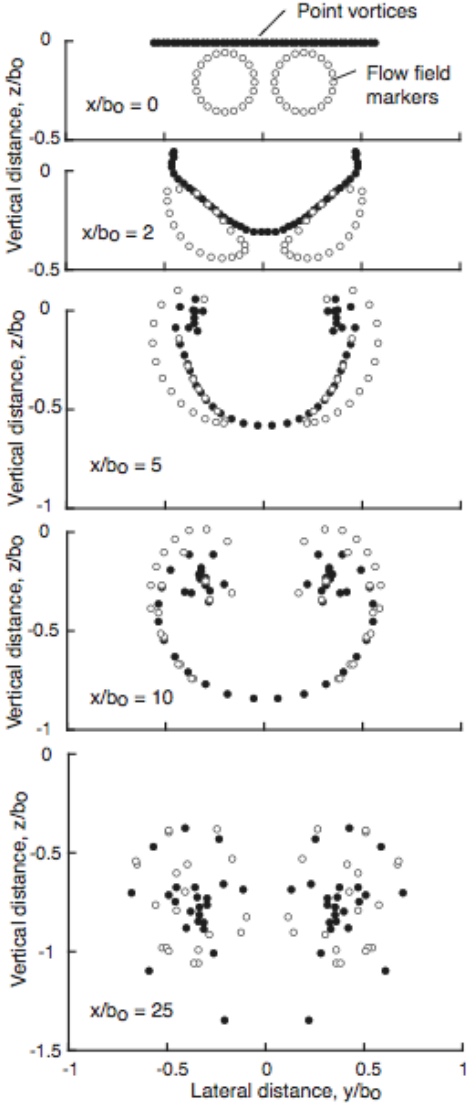 Point vortices
0
Flow field
markers
x/bo = 0
-0.5
Vertical distance, z/bo
0
x/bo = 2
-0.5
0
Vertical distance, z/bo
-0.5
x/bo = 5
-1
0
Vertical distance, z/bo
-0.5
x/bo = 10
-1
0
Vertical distance, z/bo
-0.5
-1
x/bo = 25
-1.5
-1 -0.5 0 0.5 1
Lateral distance, y/bo